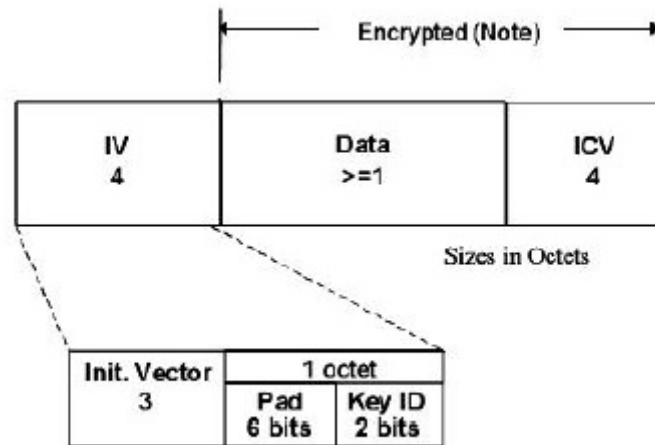 Encrypted (Note)
IV
4
Data
>=1
ICV
4
Sizes in Octets
Init. Vector
3
1 octet
Pad
6 bits
Key ID
2 bits